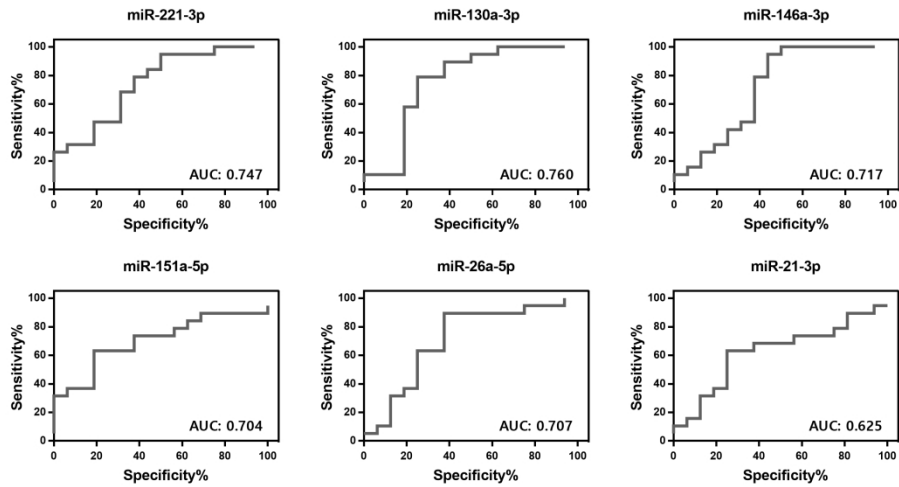 miR-221-3p
miR-130a-3p
miR-146a-3p
Sensitivity%
100
80
60
40
20
0
AUC: 0.747
0 20 40 60 80 100
Specificity%
Sensitivity%
100
80
60
40
20
0
AUC: 0.760
0 20 40 60 80 100
Specificity%
Sensitivity%
100
80
60
40
20
0
AUC: 0.717
0 20 40 60 80 100
Specificity%
miR-151a-5p
miR-26a-5p
miR-21-3p
Sensitivity%
100
80
60
40
20
0
AUC: 0.704
0 20 40 60 80 100
Specificity%
Sensitivity%
100
80
60
40
20
0
AUC: 0.707
0 20 40 60 80 100
Specificity%
Sensitivity%
100
80
60
40
20
0
AUC: 0.625
0 20 40 60 80 100
Specificity%